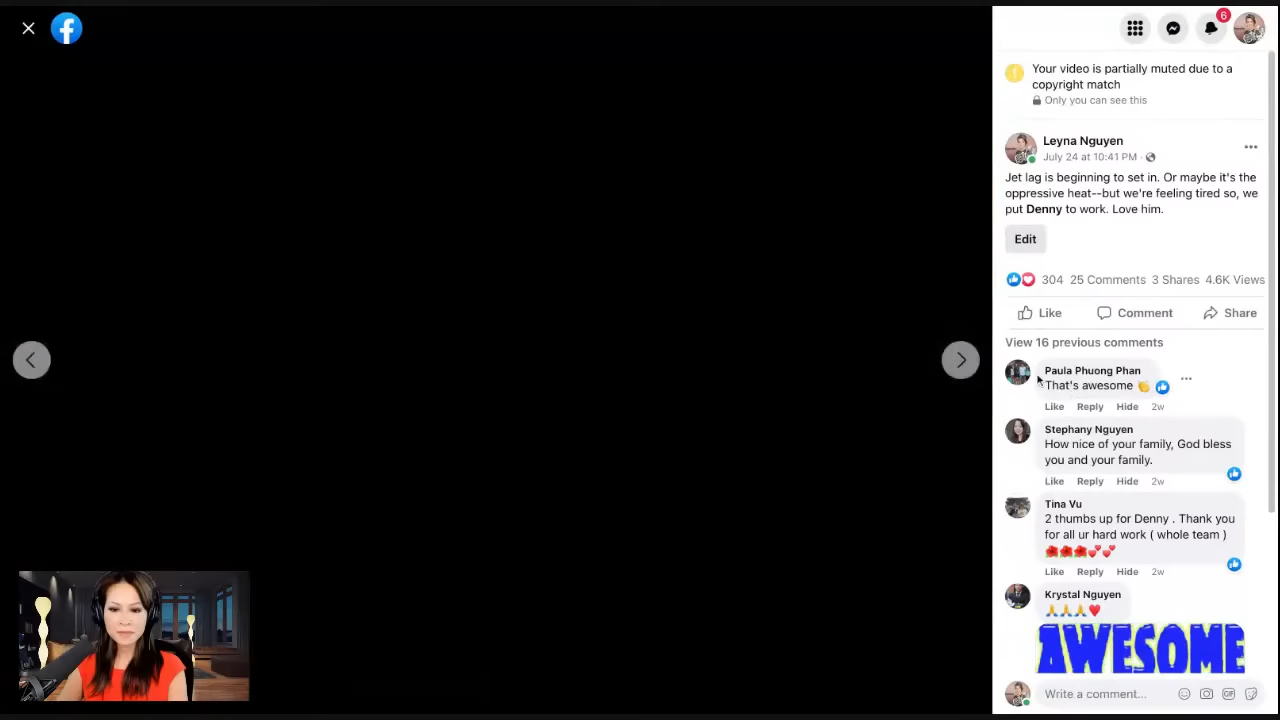 6
Your video is partially muted due to a
copyright match
Only you can see this
Leyna Nguyen
July 24 at 10:41 PM ·
Jet lag is beginning to set in. Or maybe it's the
oppressive heat--but we're feeling tired so, we
put Denny to work. Love him.
Edit
304 25 Comments 3 Shares 4.6K Views
Like Comment Share
View 16 previous comments
Paula Phuong Phan
That's awesome 👏
Like Reply Hide 2w
Stephany Nguyen
How nice of your family, God bless
you and your family.
Like Reply Hide 2w
Tina Vu
2 thumbs up for Denny . Thank you
for all ur hard work ( whole team )
🌺🌺🌺💕💕
Like Reply Hide 2w
Krystal Nguyen
🙏🙏🙏❤️
AWESOME
Write a comment...
GIF